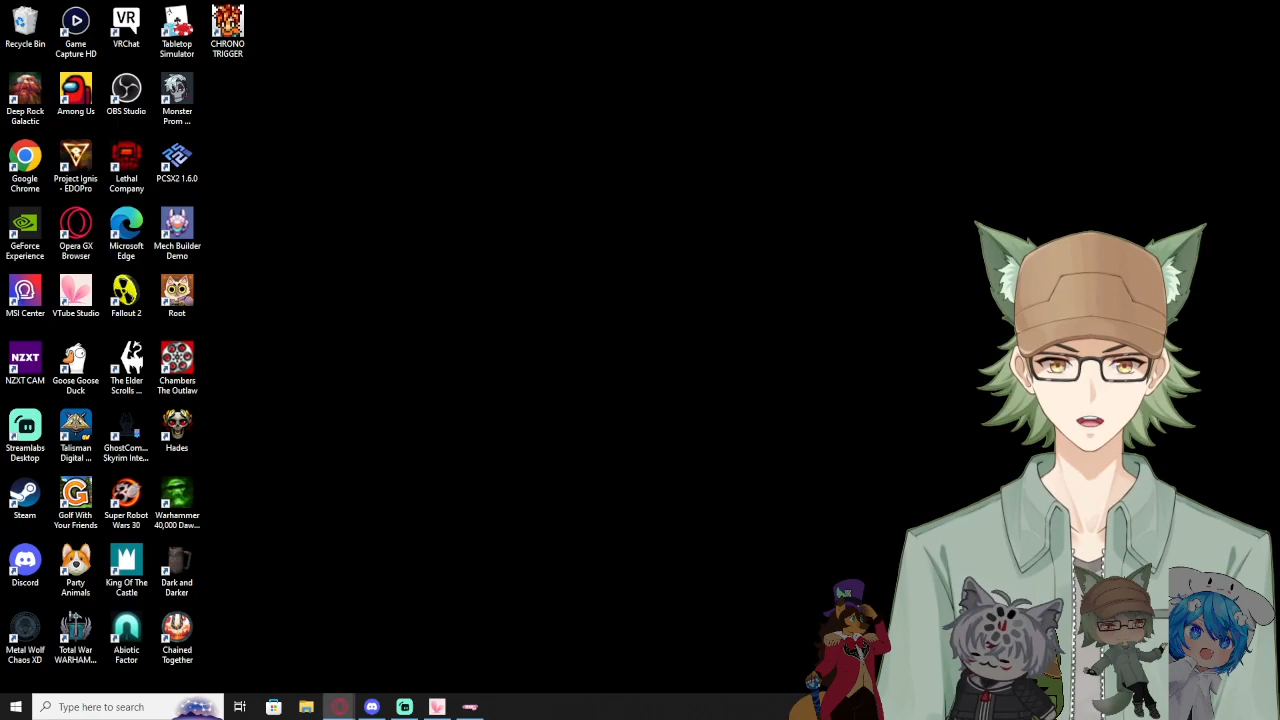 Recycle Bin
Game
Capture HD
VR
VRChat
Tabletop
Simulator
CHRONO
TRIGGER
Deep Rock
Galactic
Among Us
OBS Studio
Monster
Prom ...
Google
Chrome
Project Ignis
- EDOPro
Lethal
Company
PCSX2 1.6.0
GeForce
Experience
Opera GX
Browser
Microsoft
Edge
Mech Builder
Demo
MSI Center
VTube Studio
Fallout 2
Root
NZXT
NZXT CAM
Goose Goose
Duck
The Elder
Scrolls ...
Chambers
The Outlaw
Streamlabs
Desktop
Talisman
Digital ...
GhostCom...
Skyrim Inte...
Hades
Steam
G
Golf With
Your Friends
Super Robot
Wars 30
Warhammer
40,000 Daw...
Discord
Party
Animals
King Of The
Castle
Dark and
Darker
Metal Wolf
Chaos XD
Total War
WARHAM...
Abiotic
Factor
Chained
Together
Type here to search